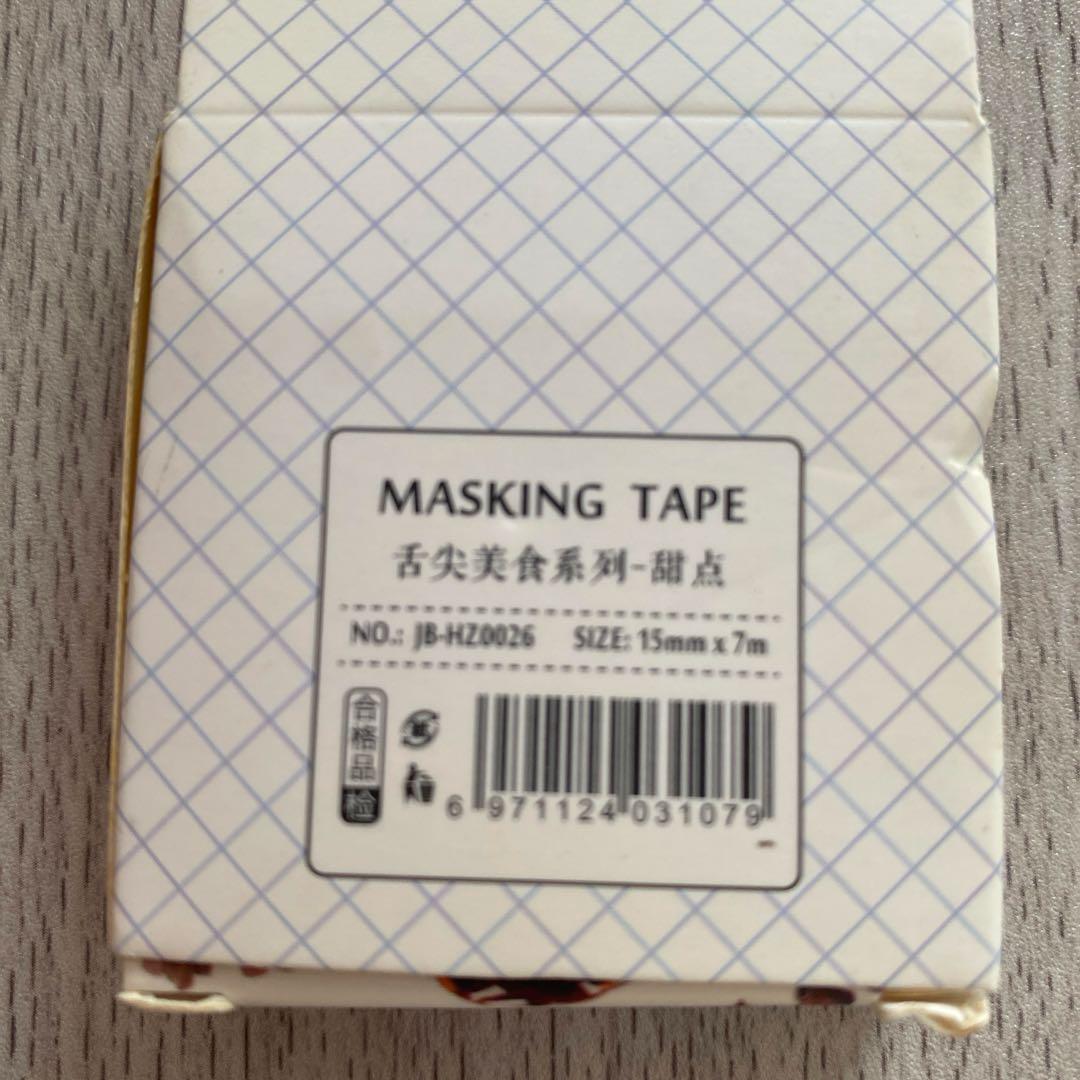 MASKING TAPE
舌尖美食系列-甜点
NO.: JB-HZ0026 SIZE: 15mm x 7m
合格品 检
6 971124 031079